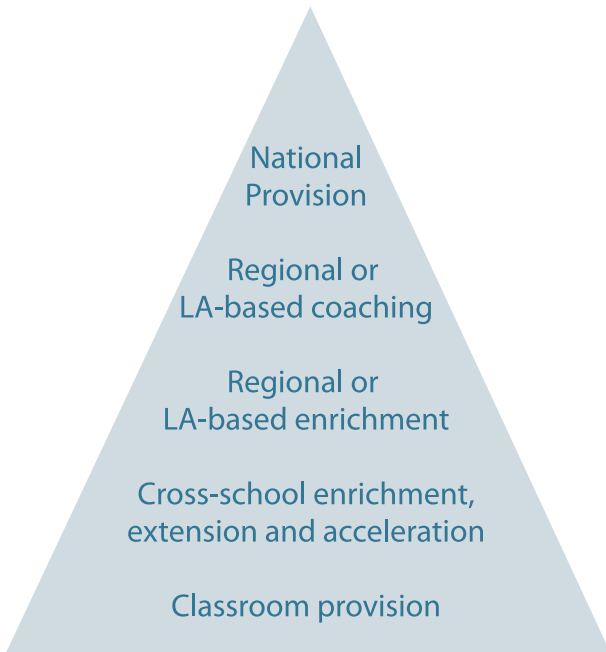 National
Provision
Regional or
LA-based coaching
Regional or
LA-based enrichment
Cross-school enrichment,
extension and acceleration
Classroom provision